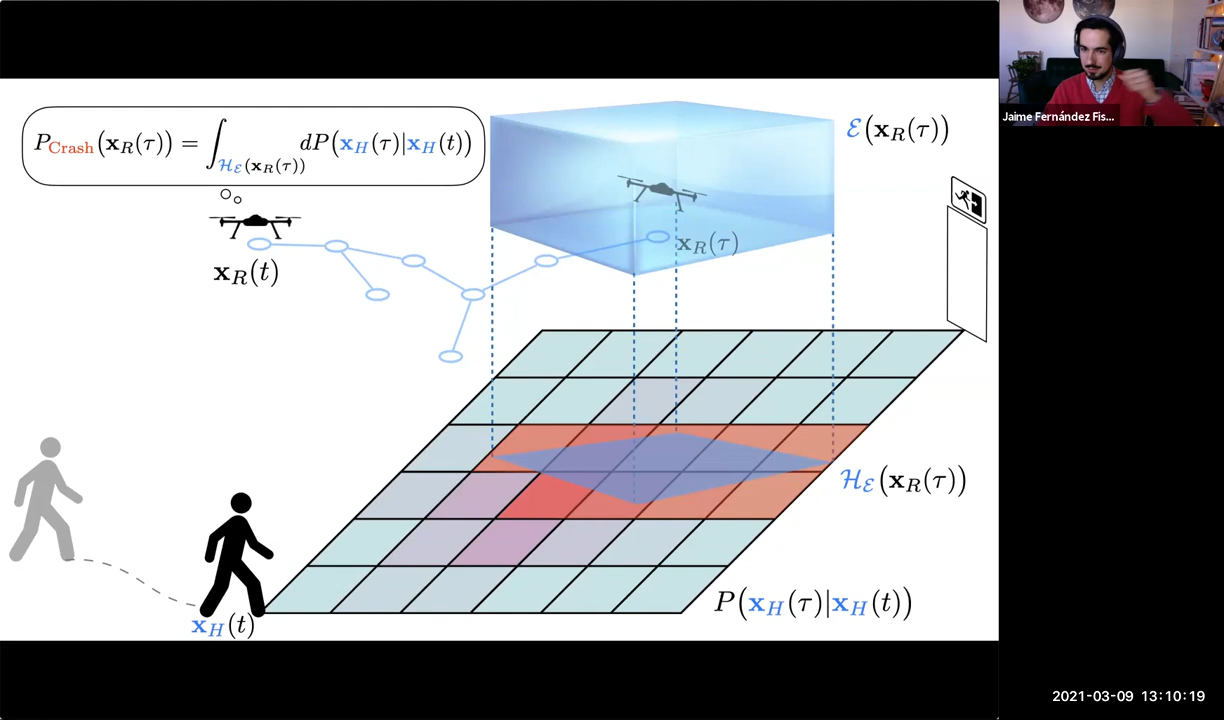 Jaime Fernández Fis...
P_Crash(x_R(τ)) = ∫_{H_E(x_R(τ))} dP(x_H(τ)|x_H(t))
ℰ(x_R(τ))
x_R(τ)
x_R(t)
ℋ_ℰ(x_R(τ))
P(x_H(τ)|x_H(t))
x_H(t)
2021-03-09 13:10:19